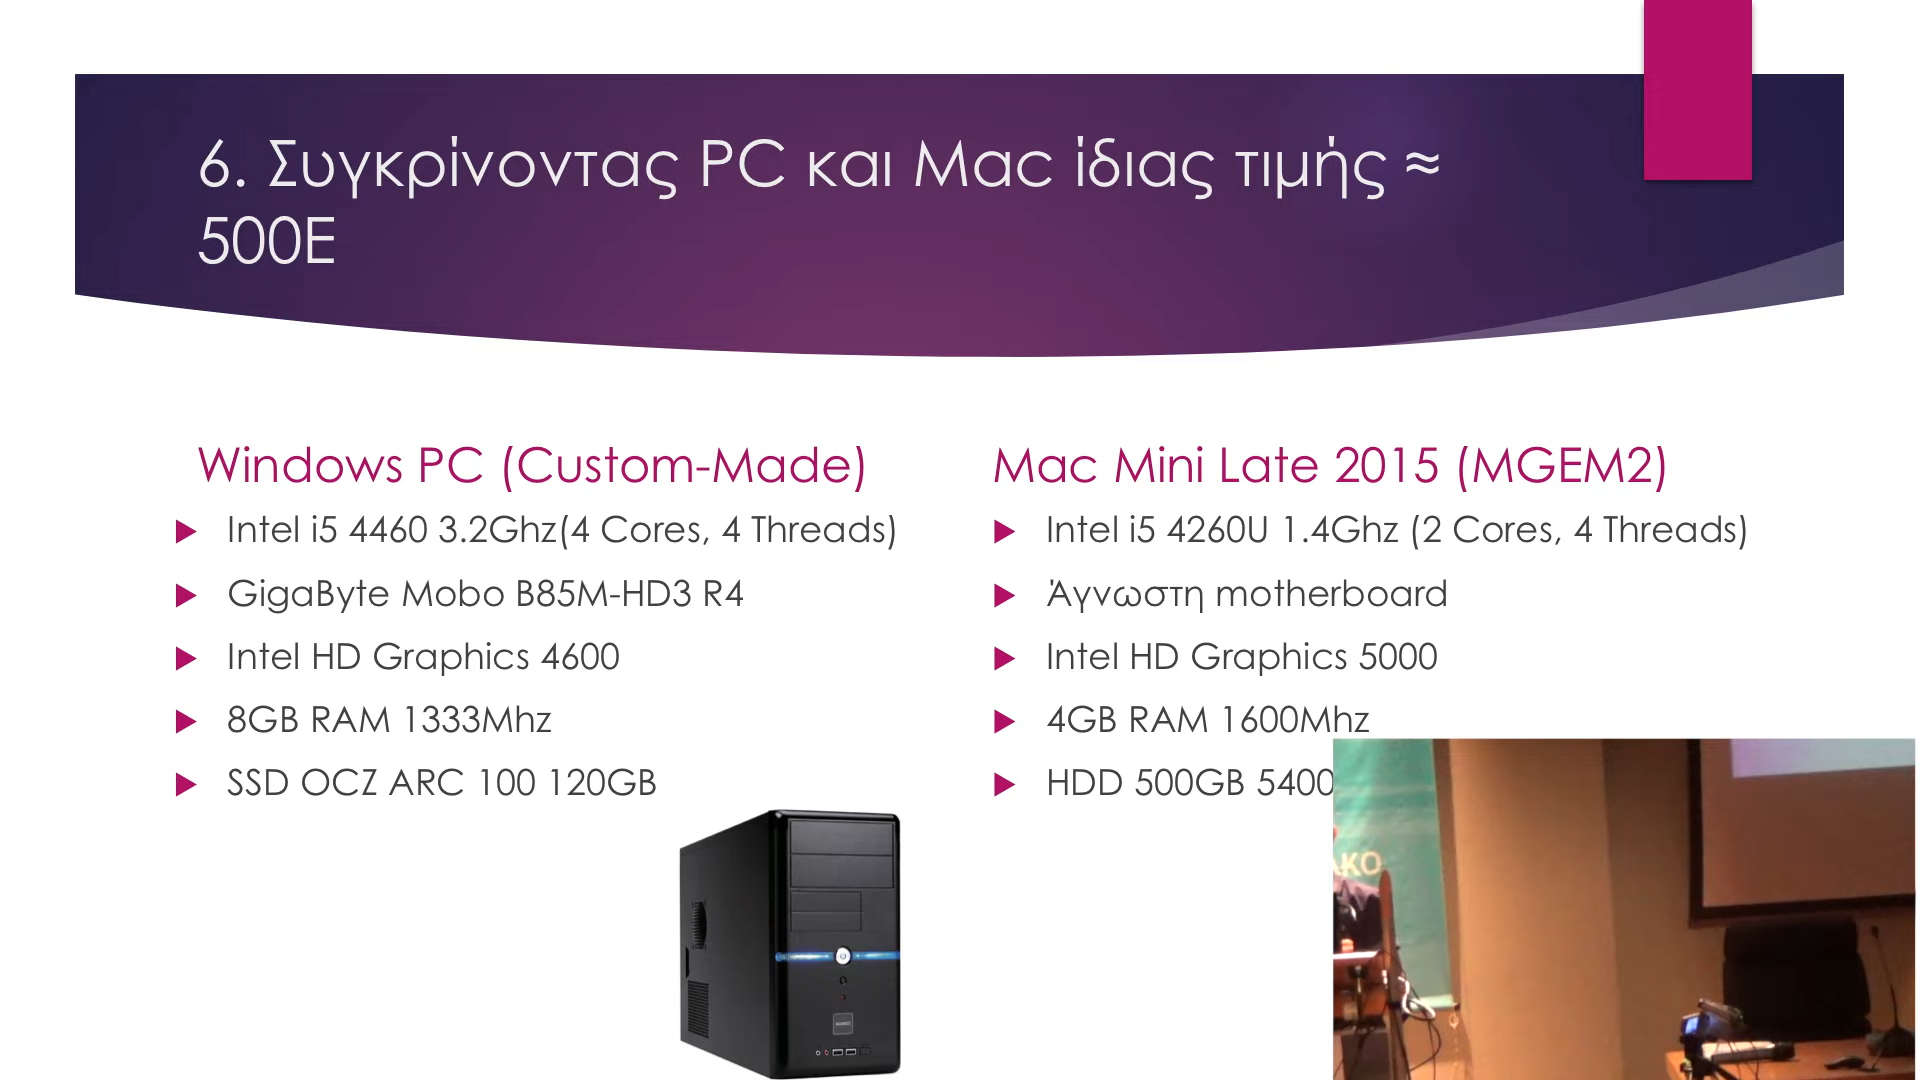 6. Συγκρίνοντας PC και Mac ίδιας τιμής ≈
500Ε
Windows PC (Custom-Made)
Intel i5 4460 3.2Ghz(4 Cores, 4 Threads)
GigaByte Mobo B85M-HD3 R4
Intel HD Graphics 4600
8GB RAM 1333Mhz
SSD OCZ ARC 100 120GB
Mac Mini Late 2015 (MGEM2)
Intel i5 4260U 1.4Ghz (2 Cores, 4 Threads)
Άγνωστη motherboard
Intel HD Graphics 5000
4GB RAM 1600Mhz
HDD 500GB 5400
ΑΚΟ